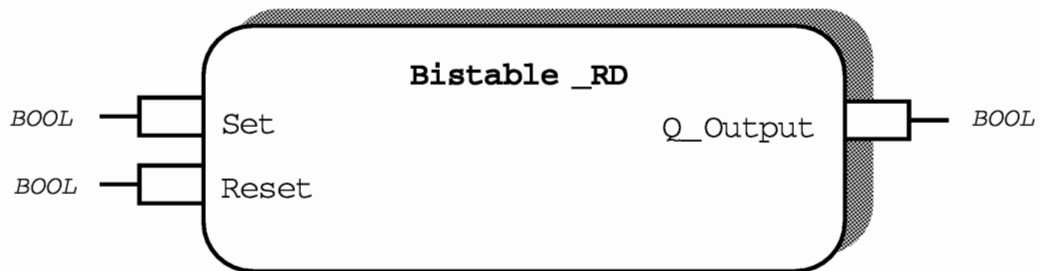 Bistable _RD
BOOL Set Q_Output BOOL
BOOL Reset